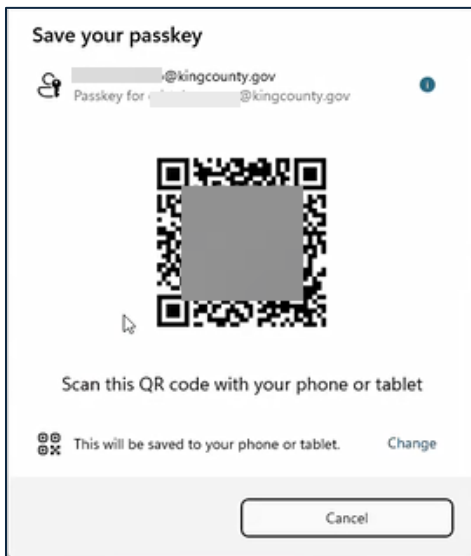 Save your passkey
@kingcounty.gov
Passkey for @kingcounty.gov
Scan this QR code with your phone or tablet
This will be saved to your phone or tablet. Change
Cancel